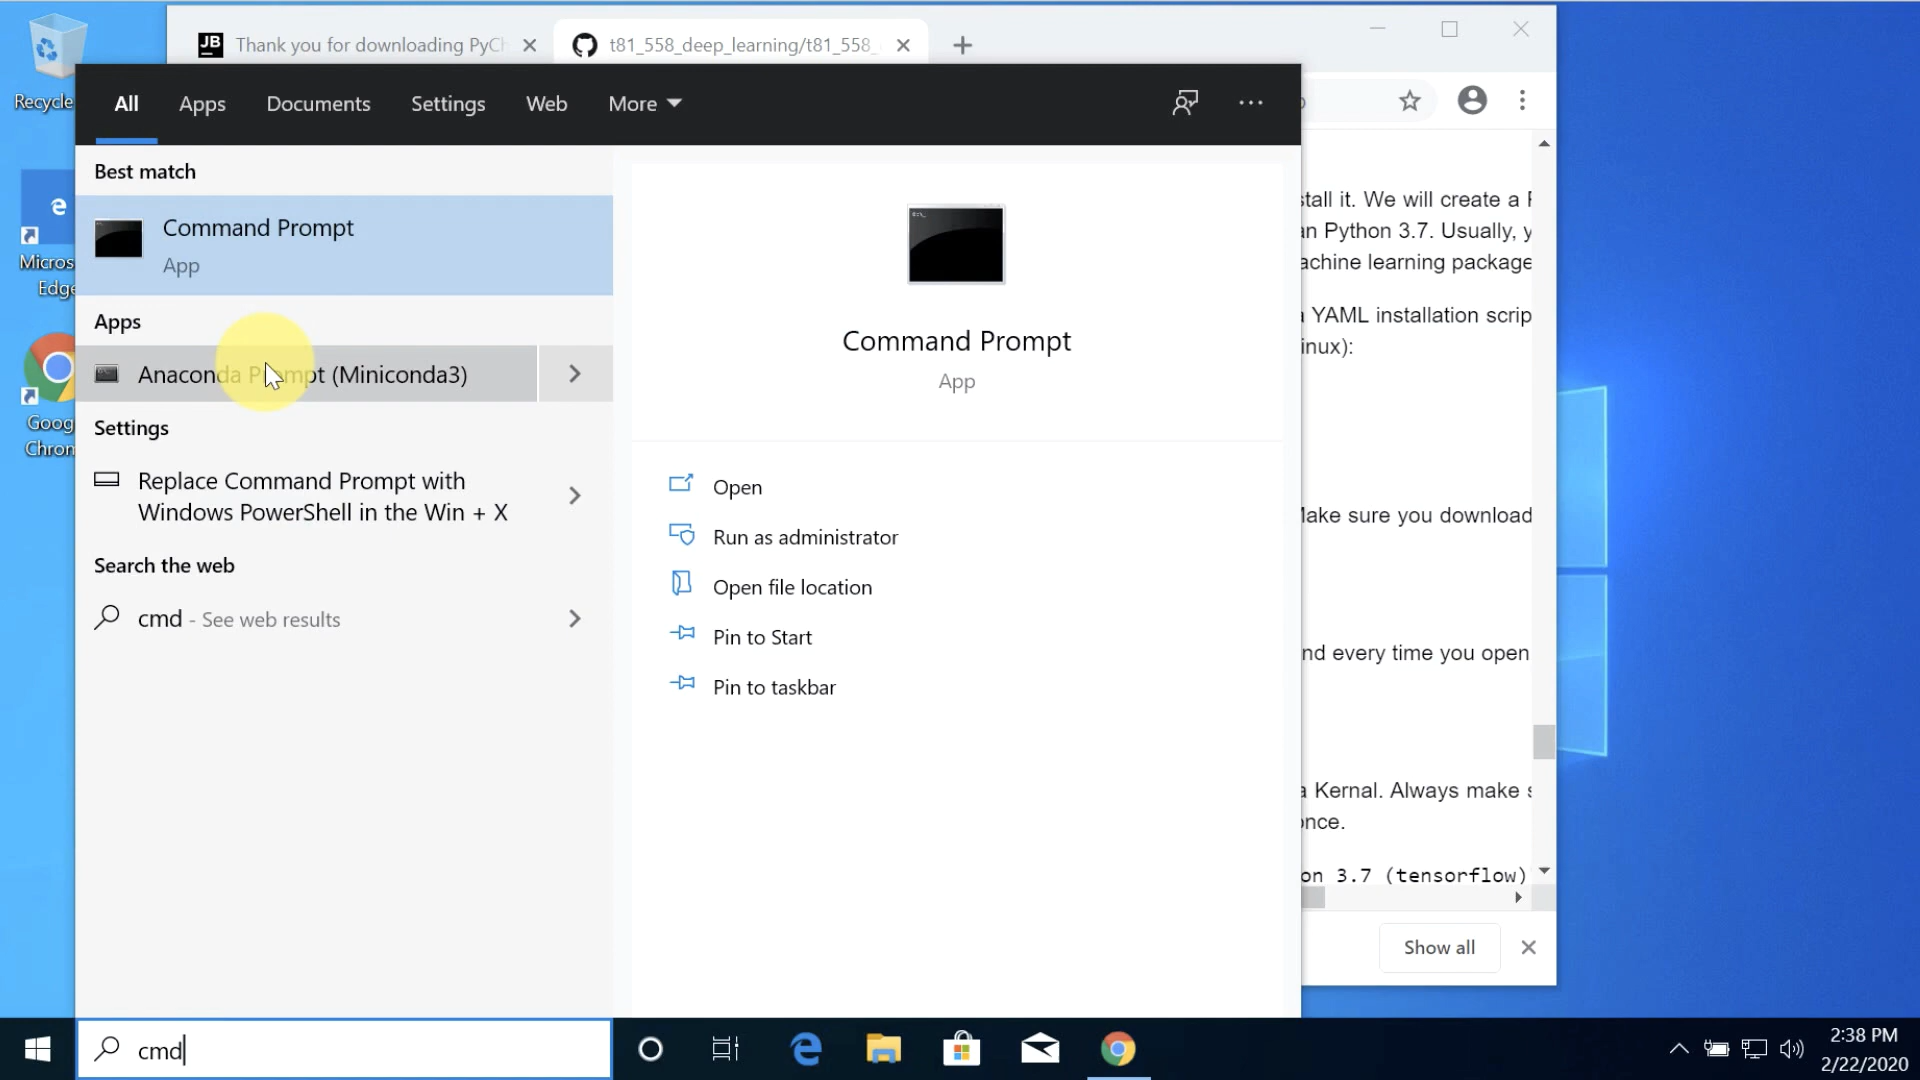 Recycle
Micros
Edge
Goog
Chron
JB
Thank you for downloading PyCh
t81_558_deep_learning/t81_558_
All
Apps
Documents
Settings
Web
More
Best match
Command Prompt
App
Apps
Anaconda Prompt (Miniconda3)
Settings
Replace Command Prompt with
Windows PowerShell in the Win + X
Search the web
cmd - See web results
Command Prompt
App
Open
Run as administrator
Open file location
Pin to Start
Pin to taskbar
stall it. We will create a
an Python 3.7. Usually, y
achine learning package
YAML installation scrip
inux):
Make sure you download
nd every time you open
a Kernal. Always make s
once.
on 3.7 (tensorflow)
Show all
cmd
2:38 PM
2/22/2020